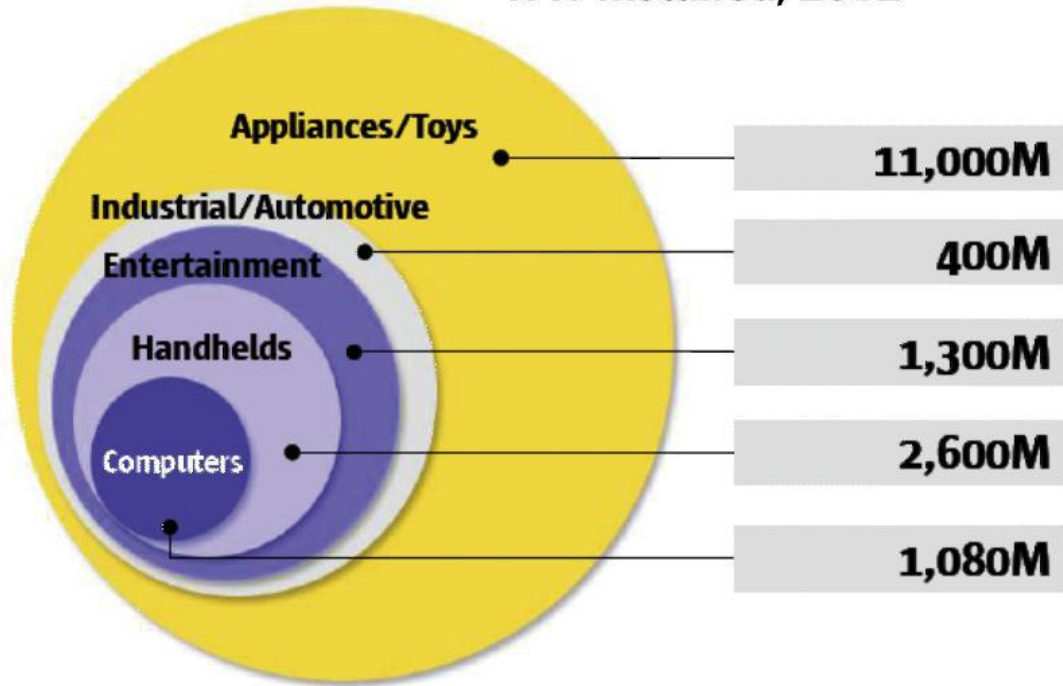 Appliances/Toys
11,000M
Industrial/Automotive
400M
Entertainment
1,300M
Handhelds
2,600M
Computers
1,080M